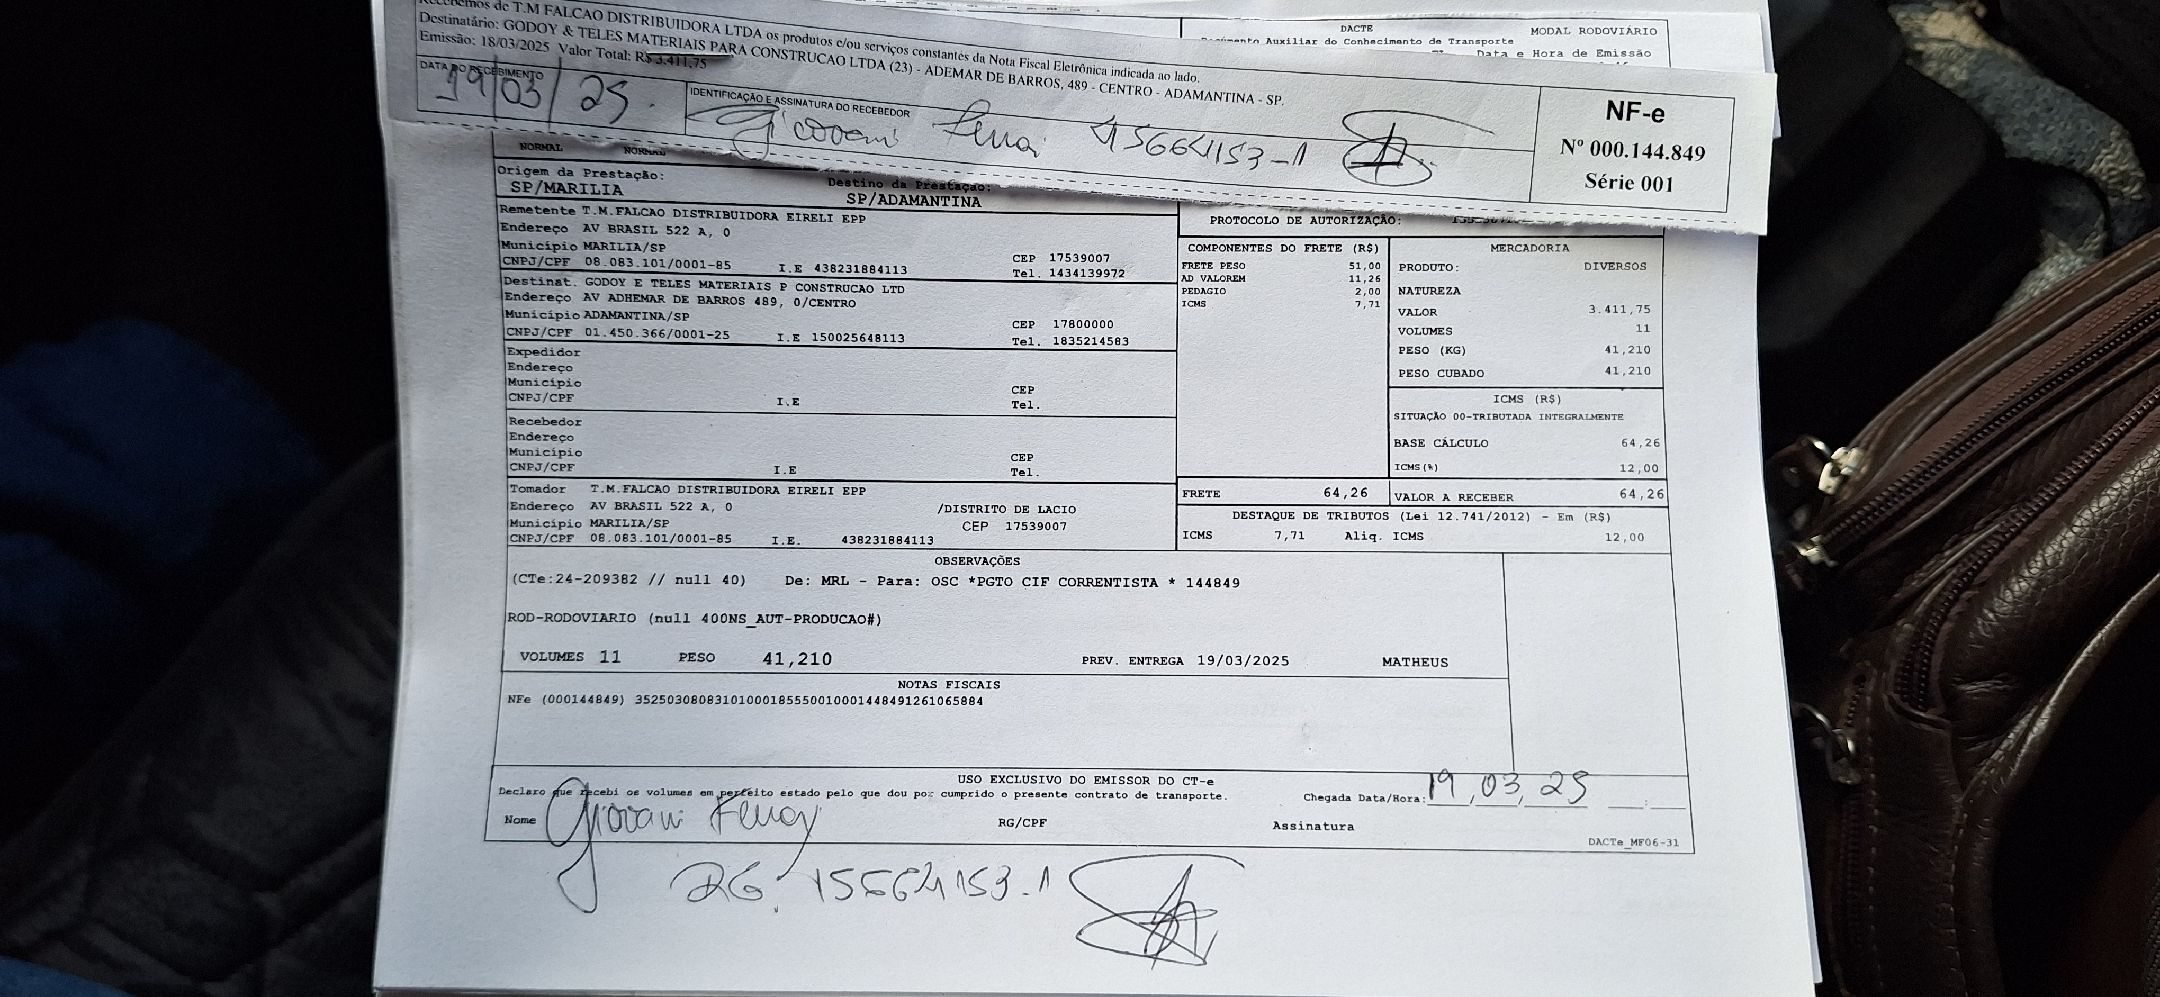 Recebemos de T.M FALCAO DISTRIBUIDORA LTDA os produtos e/ou serviços constantes da Nota Fiscal Eletrônica indicada ao lado.
Destinatário: GODOY & TELES MATERIAIS PARA CONSTRUCAO LTDA (23) - ADEMAR DE BARROS, 489 - CENTRO - ADAMANTINA - SP.
Emissão: 18/03/2025 Valor Total: R$ 3.411,75
DATA DO RECEBIMENTO
19/03/25.
IDENTIFICAÇÃO E ASSINATURA DO RECEBEDOR
Giovani
NF-e
Nº 000.144.849
Série 001
DACTE
MODAL RODOVIÁRIO
Auxiliar do Conhecimento de Transporte
Data e Hora de Emissão
NORMAL NORMAL
Origem da Prestação:
SP/MARILIA
Destino da Prestação:
SP/ADAMANTINA
PROTOCOLO DE AUTORIZAÇÃO:
Remetente T.M.FALCAO DISTRIBUIDORA EIRELI EPP
Endereço AV BRASIL 522 A, 0
Município MARILIA/SP CEP 17539007
CNPJ/CPF 08.083.101/0001-85 I.E 438231884113 Tel. 1434139972
Destinat. GODOY E TELES MATERIAIS P CONSTRUCAO LTD
Endereço AV ADHEMAR DE BARROS 489, 0/CENTRO
Município ADAMANTINA/SP CEP 17800000
CNPJ/CPF 01.450.366/0001-25 I.E 150025648113 Tel. 1835214583
Expedidor
Endereço
Município CEP
CNPJ/CPF I.E Tel.
Recebedor
Endereço
Município CEP
CNPJ/CPF I.E Tel.
Tomador T.M.FALCAO DISTRIBUIDORA EIRELI EPP
Endereço AV BRASIL 522 A, 0 /DISTRITO DE LACIO
Município MARILIA/SP CEP 17539007
CNPJ/CPF 08.083.101/0001-85 I.E. 438231884113
COMPONENTES DO FRETE (R$)
FRETE PESO 51,00
AD VALOREM 11,26
PEDAGIO 2,00
ICMS 7,71
MERCADORIA
PRODUTO: DIVERSOS
NATUREZA
VALOR 3.411,75
VOLUMES 11
PESO (KG) 41,210
PESO CUBADO 41,210
ICMS (R$)
SITUAÇÃO 00-TRIBUTADA INTEGRALMENTE
BASE CÁLCULO 64,26
ICMS(%) 12,00
FRETE 64,26 VALOR A RECEBER 64,26
DESTAQUE DE TRIBUTOS (Lei 12.741/2012) - Em (R$)
ICMS 7,71 Aliq. ICMS 12,00
OBSERVAÇÕES
(CTe:24-209382 // null 40) De: MRL - Para: OSC *PGTO CIF CORRENTISTA * 144849
ROD-RODOVIARIO (null 400NS_AUT-PRODUCAO#)
VOLUMES 11 PESO 41,210 PREV. ENTREGA 19/03/2025 MATHEUS
NOTAS FISCAIS
NFe (000144849) 35250308083101000185550010001448491261065884
USO EXCLUSIVO DO EMISSOR DO CT-e
Declaro que recebi os volumes em perfeito estado pelo que dou por cumprido o presente contrato de transporte.
Chegada Data/Hora: 19,03,25
Nome Giovani
RG/CPF
Assinatura
DACTe_MF06-31
RG.